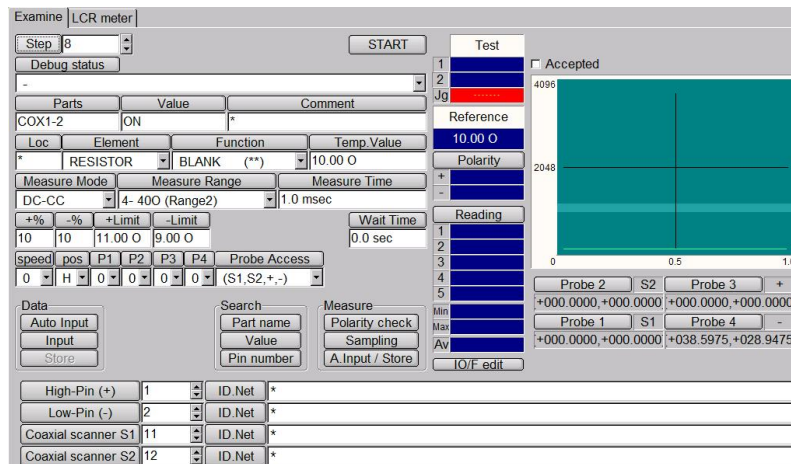 Examine LCR meter
Step 8 START Test
Debug status 1 Accepted
- 2 4096
Parts Value Comment Jg -------
COX1-2 ON * Reference
Loc Element Function Temp.Value 10.00 O
* RESISTOR BLANK (**) 10.00 O Polarity
Measure Mode Measure Range Measure Time + 2048
DC-CC 4- 40O (Range2) 1.0 msec -
+% -% +Limit -Limit Wait Time Reading
10 10 11.00 O 9.00 O 0.0 sec 1
2
speed pos P1 P2 P3 P4 Probe Access 3 0 0.5 1.0
0 H 0 0 0 0 (S1,S2,+,-) 4
5 Probe 2 S2 Probe 3 +
Data Search Measure Min +000.0000,+000.0000 +000.0000,+000.0000
Auto Input Part name Polarity check Max Probe 1 S1 Probe 4 -
Input Value Sampling Av +000.0000,+000.0000 +038.5975,+028.9475
Store Pin number A.Input / Store IO/F edit
High-Pin (+) 1 ID.Net *
Low-Pin (-) 2 ID.Net *
Coaxial scanner S1 11 ID.Net *
Coaxial scanner S2 12 ID.Net *